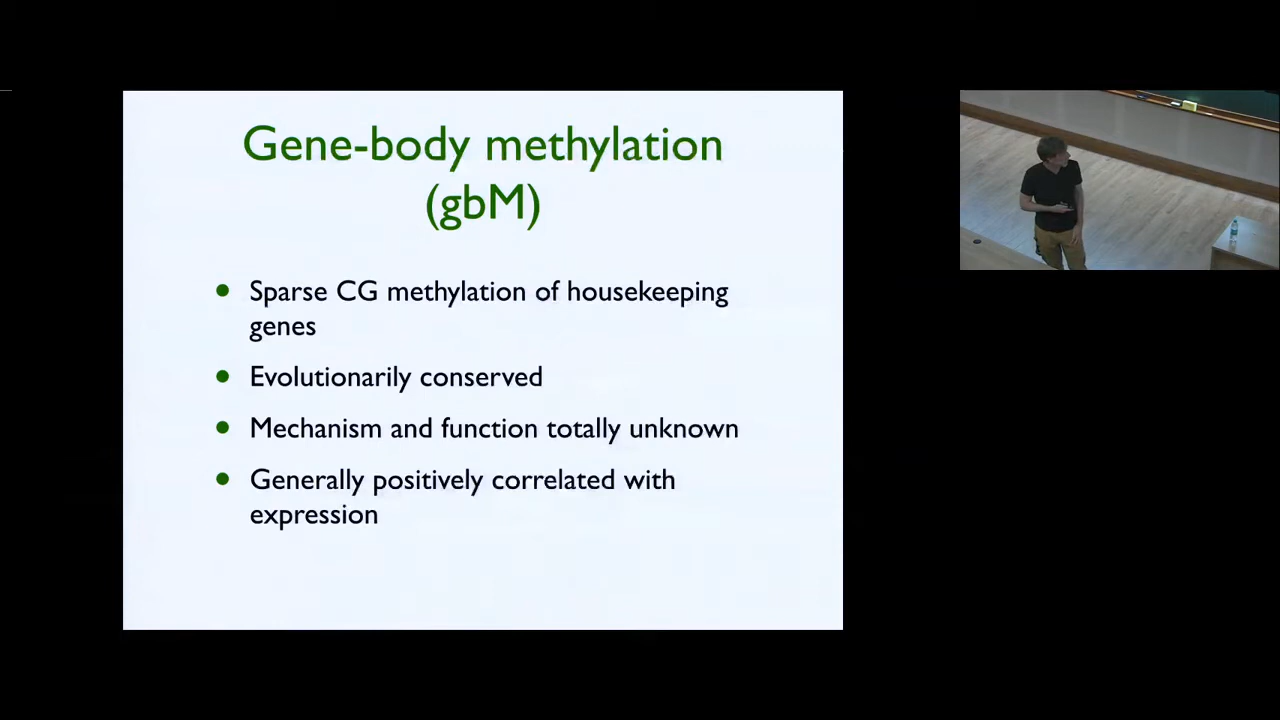 Gene-body methylation
(gbM)
Sparse CG methylation of housekeeping
genes
Evolutionarily conserved
Mechanism and function totally unknown
Generally positively correlated with
expression